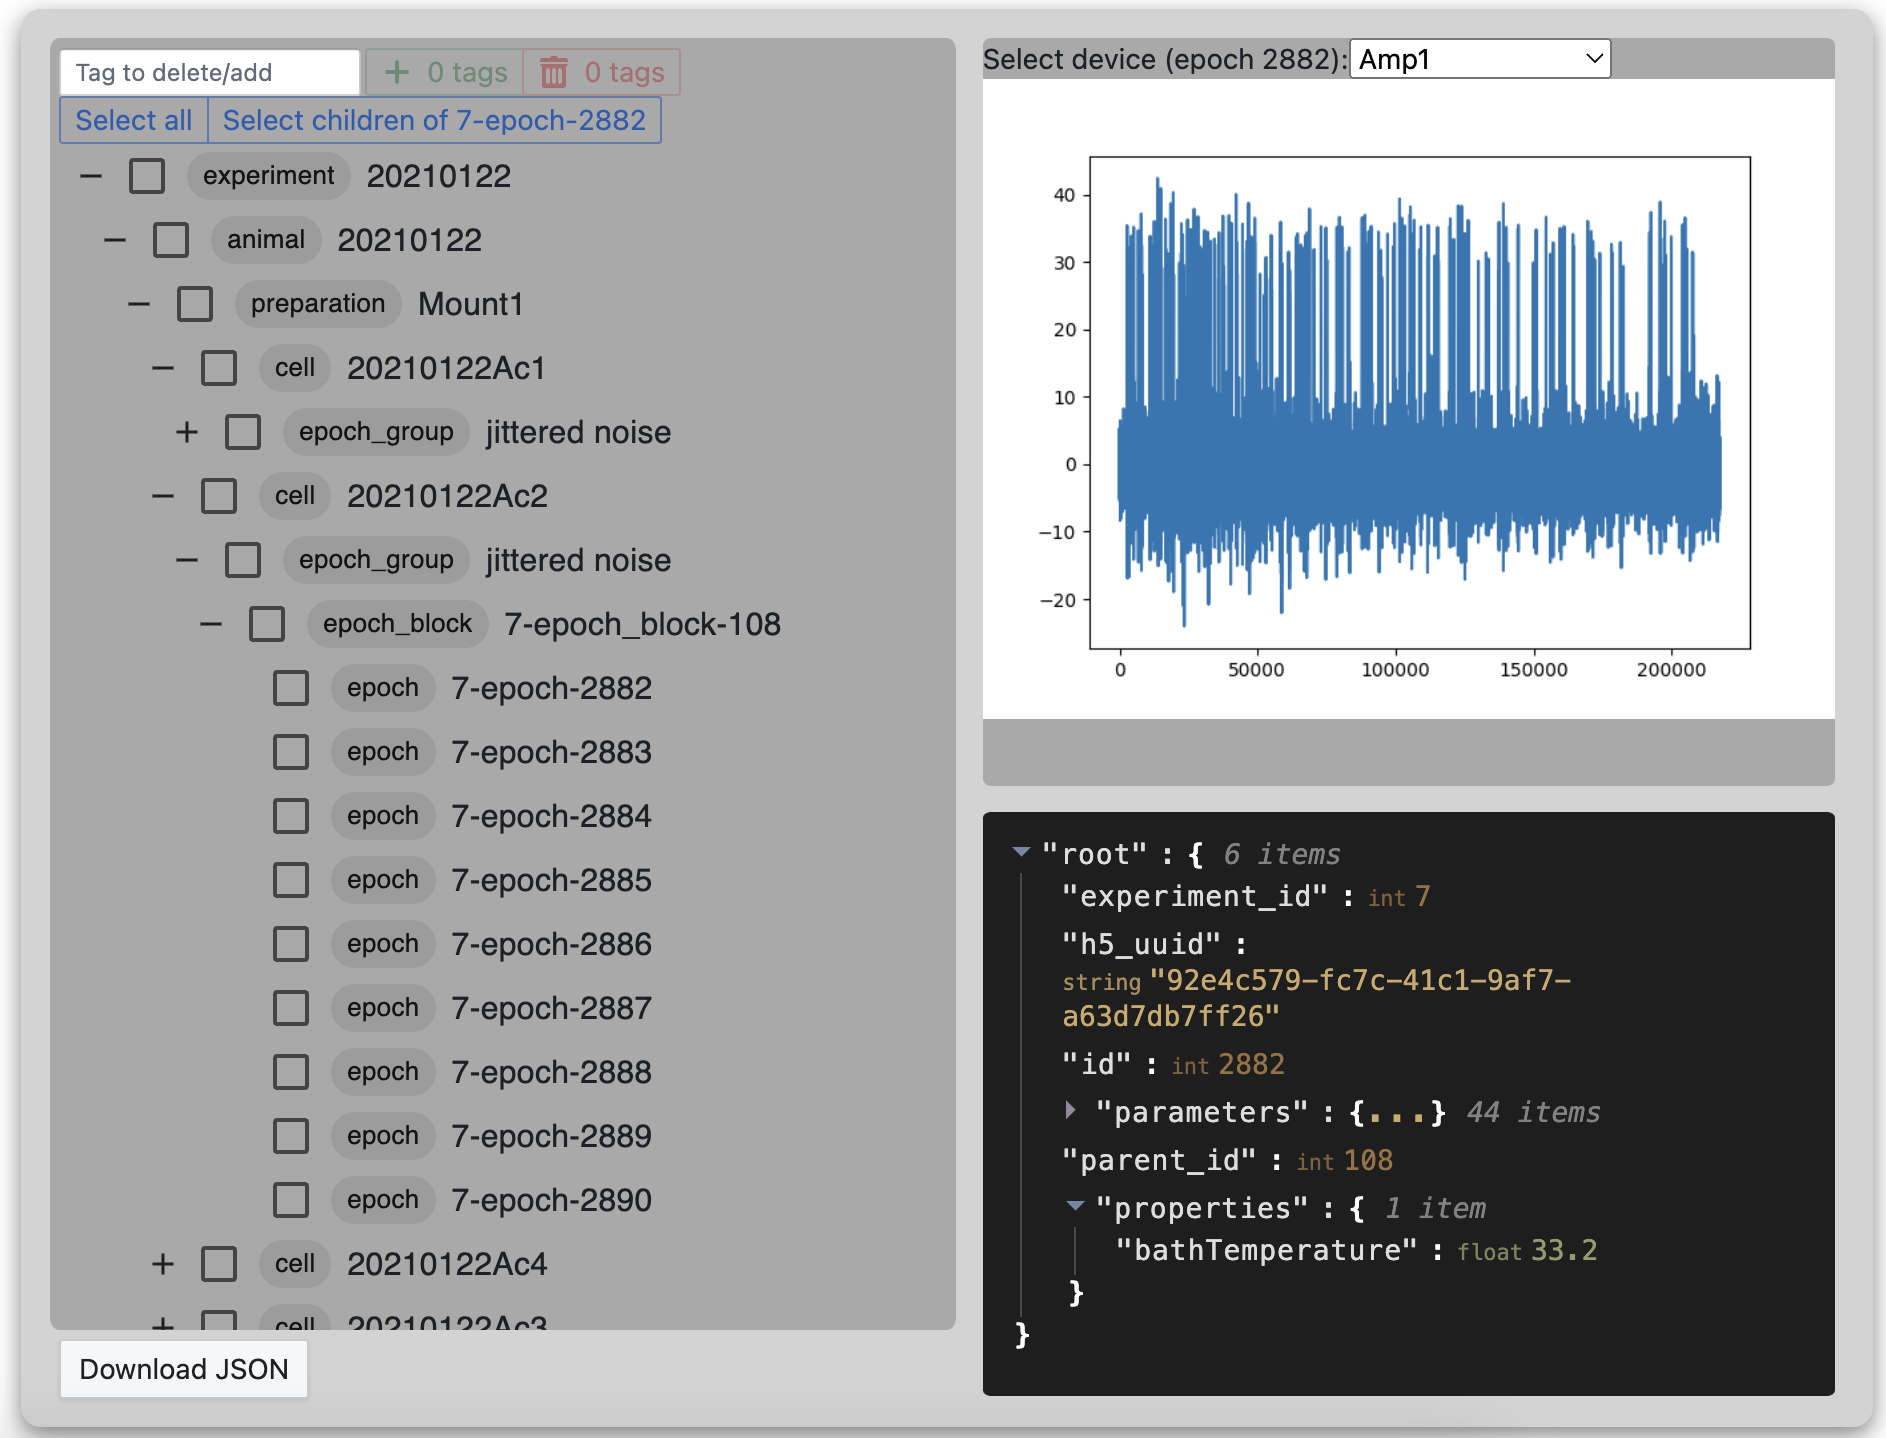 Tag to delete/add
0 tags
0 tags
Select all
Select children of 7-epoch-2882
experiment 20210122
animal 20210122
preparation Mount1
cell 20210122Ac1
epoch_group jittered noise
cell 20210122Ac2
epoch_group jittered noise
epoch_block 7-epoch_block-108
epoch 7-epoch-2882
epoch 7-epoch-2883
epoch 7-epoch-2884
epoch 7-epoch-2885
epoch 7-epoch-2886
epoch 7-epoch-2887
epoch 7-epoch-2888
epoch 7-epoch-2889
epoch 7-epoch-2890
cell 20210122Ac4
cell 20210122Ac3
Download JSON
Select device (epoch 2882): Amp1
40
30
20
10
0
−10
−20
0 50000 100000 150000 200000
"root" : { 6 items
"experiment_id" : int 7
"h5_uuid" :
string "92e4c579-fc7c-41c1-9af7-
a63d7db7ff26"
"id" : int 2882
"parameters" : {...} 44 items
"parent_id" : int 108
"properties" : { 1 item
"bathTemperature" : float 33.2
}
}